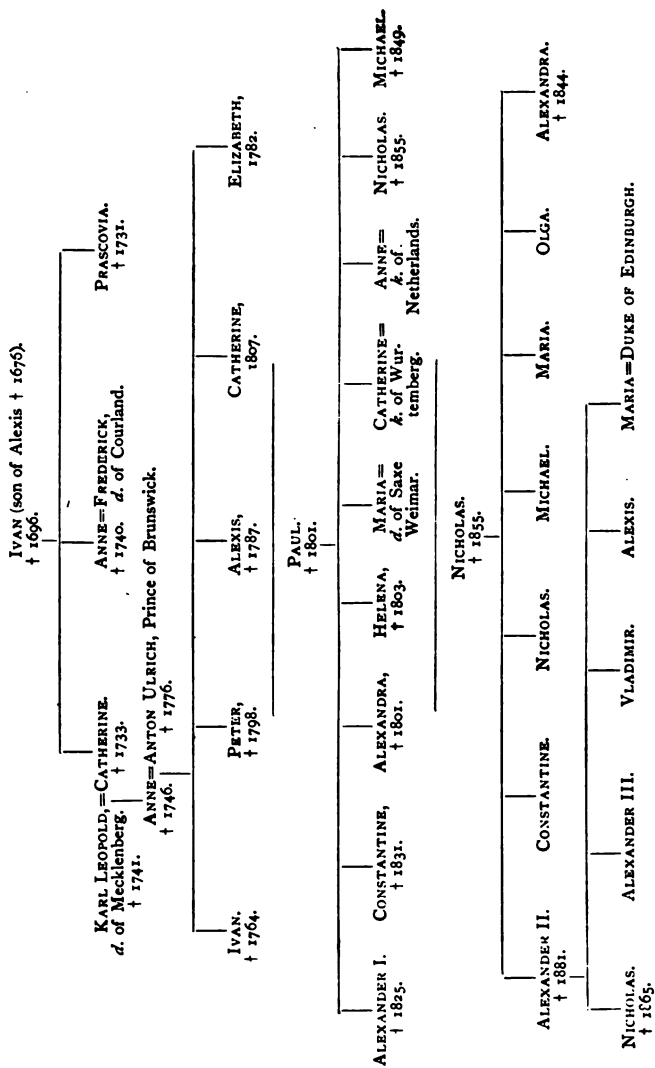 IVAN (son of Alexis † 1676).
† 1696.
KARL LEOPOLD,=CATHERINE.
d. of Mecklenberg. † 1733.
† 1741.
ANNE=FREDERICK,
† 1740. d. of Courland.
PRASCOVIA.
† 1731.
ANNE=ANTON ULRICH, Prince of Brunswick.
† 1746. † 1776.
IVAN.
† 1764.
PETER,
† 1798.
ALEXIS,
† 1787.
CATHERINE,
1807.
ELIZABETH,
1782.
PAUL.
† 1801.
ALEXANDER I.
† 1825.
CONSTANTINE,
† 1831.
ALEXANDRA,
† 1801.
HELENA,
† 1803.
MARIA=
d. of Saxe
Weimar.
CATHERINE=
k. of Wur-
temberg.
ANNE=
k. of
Netherlands.
NICHOLAS.
† 1855.
MICHAEL.
† 1849.
NICHOLAS.
† 1855.
ALEXANDER II.
† 1881.
CONSTANTINE.
NICHOLAS.
MICHAEL.
MARIA.
OLGA.
ALEXANDRA.
† 1844.
NICHOLAS.
† 1865.
ALEXANDER III.
VLADIMIR.
ALEXIS.
MARIA=DUKE OF EDINBURGH.